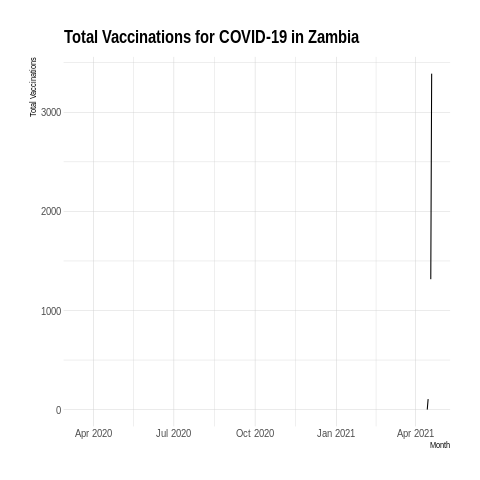 Total Vaccinations for COVID-19 in Zambia
Total Vaccinations
3000
2000
1000
0
Apr 2020 Jul 2020 Oct 2020 Jan 2021 Apr 2021
Month